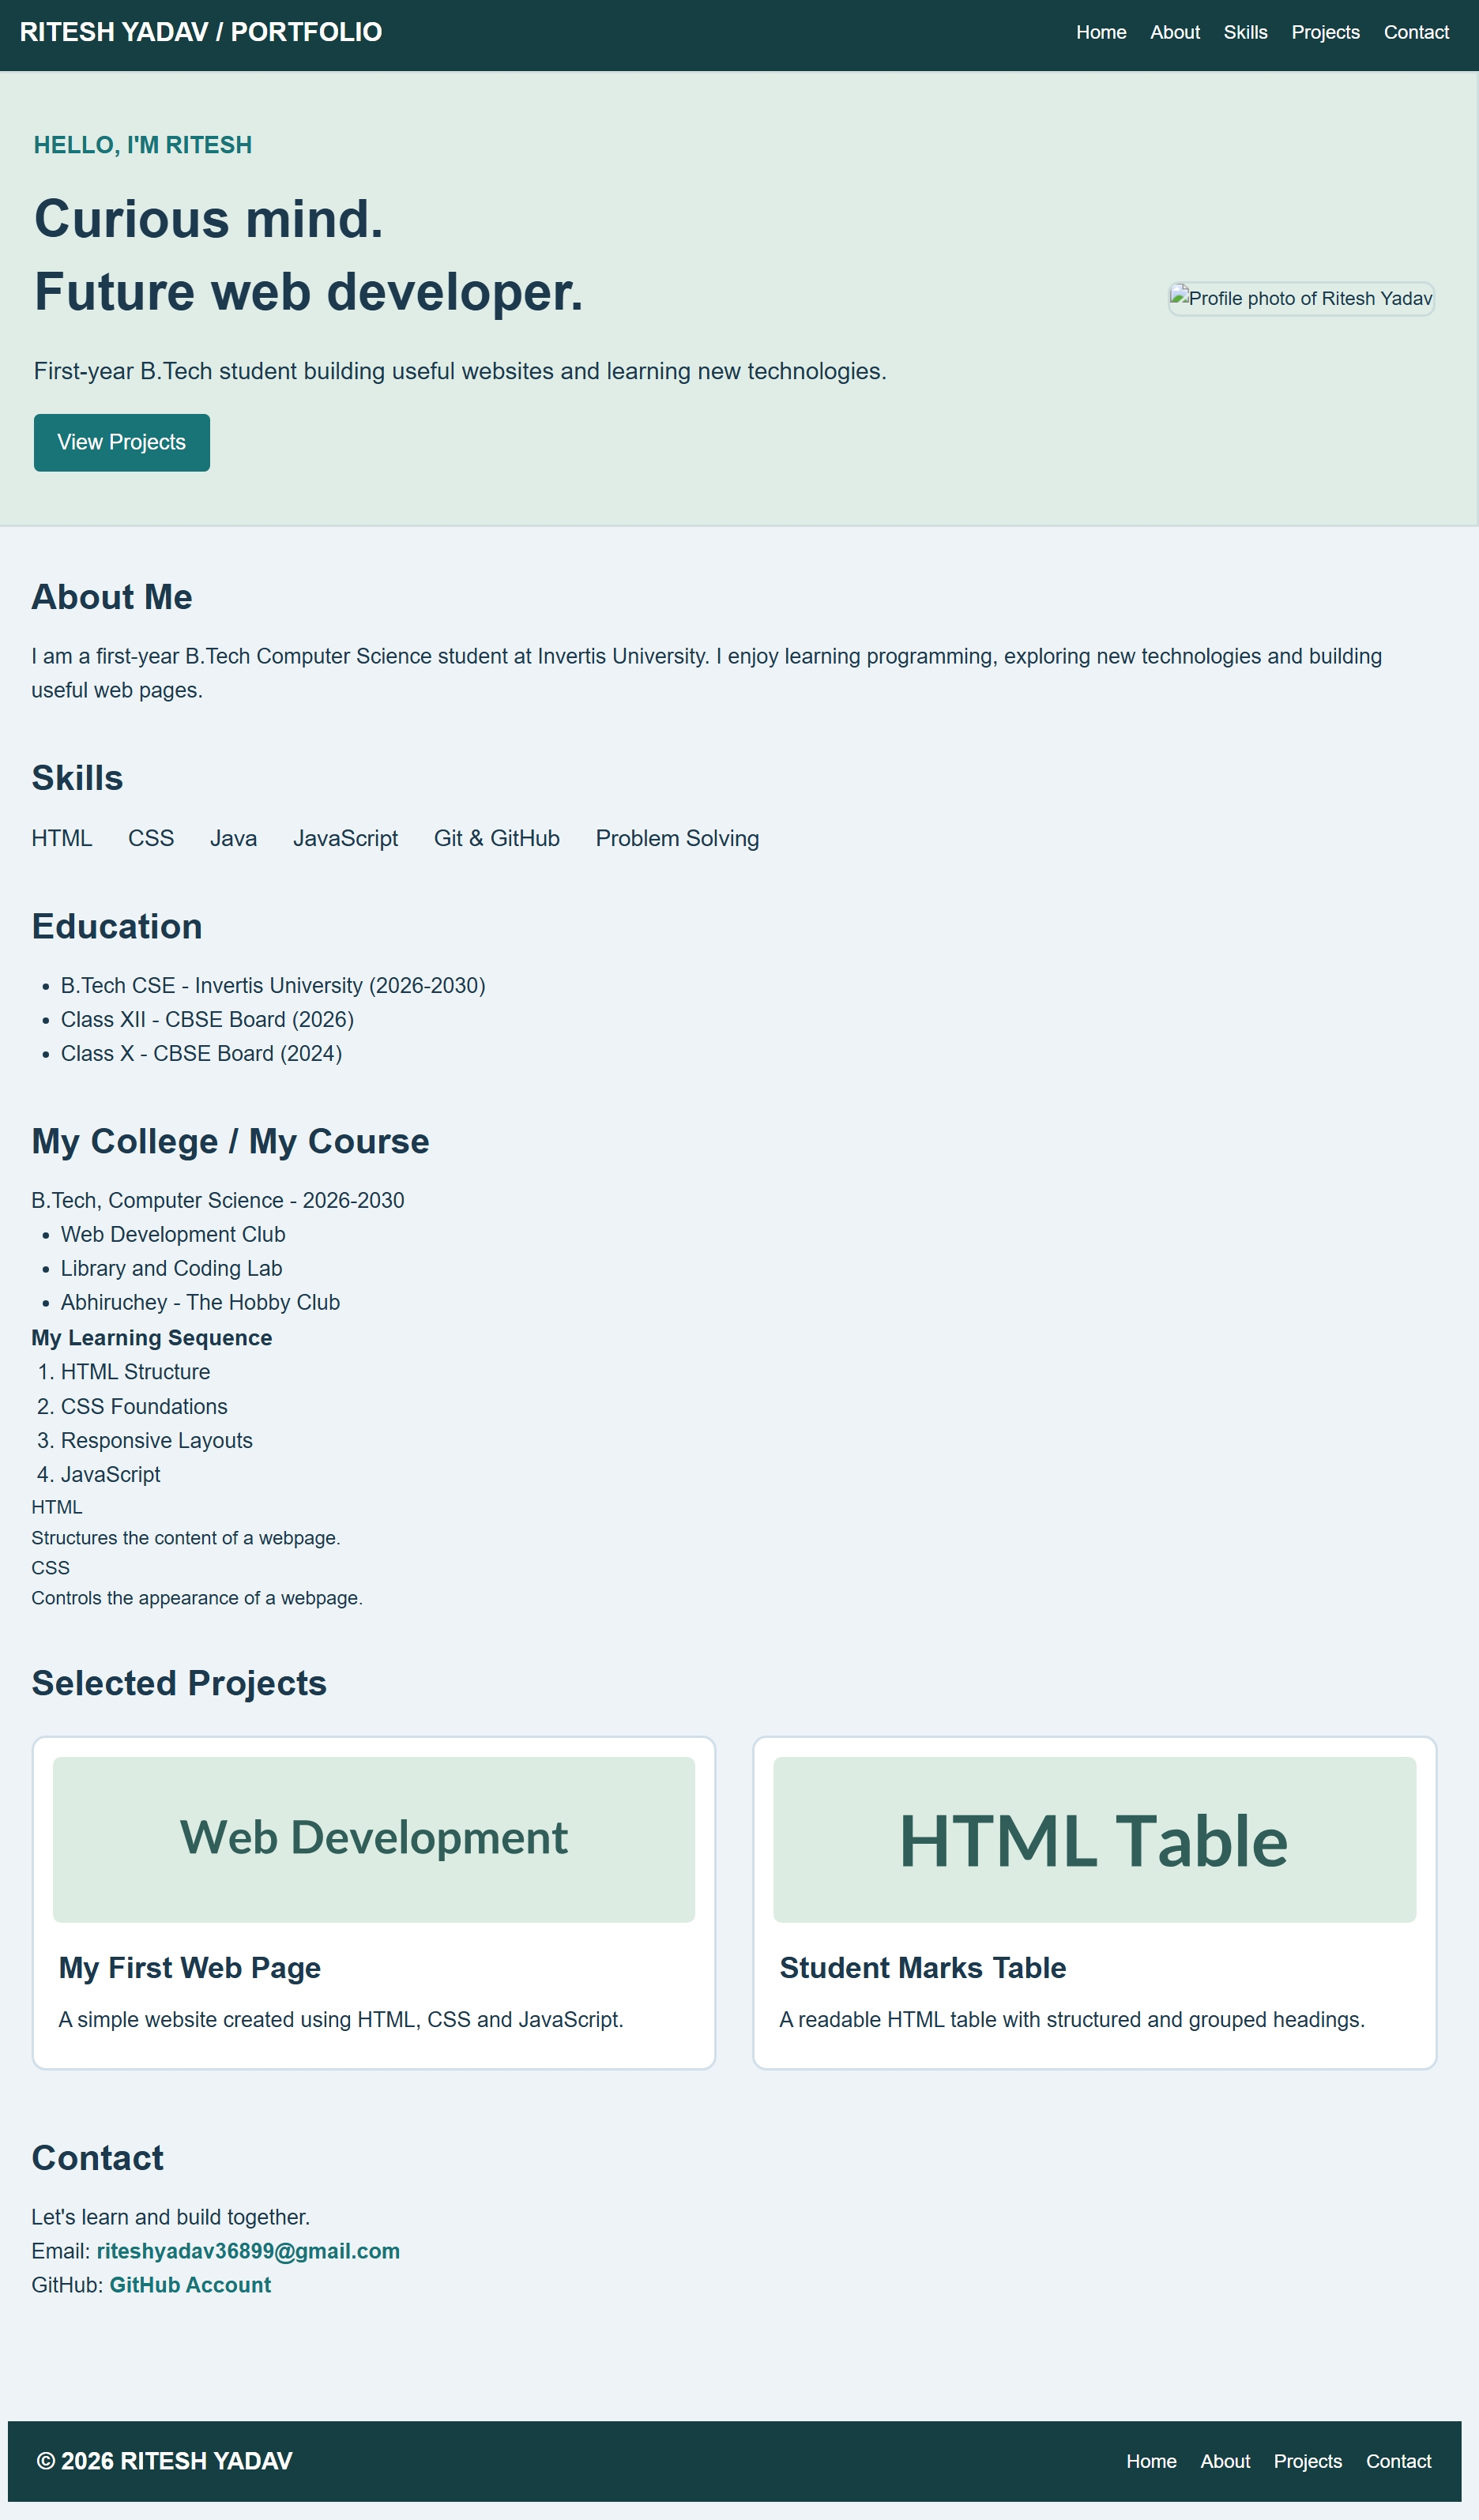 RITESH YADAV / PORTFOLIO
Home About Skills Projects Contact
HELLO, I'M RITESH
Curious mind.
Future web developer.
Profile photo of Ritesh Yadav
First-year B.Tech student building useful websites and learning new technologies.
View Projects
About Me
I am a first-year B.Tech Computer Science student at Invertis University. I enjoy learning programming, exploring new technologies and building
useful web pages.
Skills
HTML CSS Java JavaScript Git & GitHub Problem Solving
Education
• B.Tech CSE - Invertis University (2026-2030)
• Class XII - CBSE Board (2026)
• Class X - CBSE Board (2024)
My College / My Course
B.Tech, Computer Science - 2026-2030
• Web Development Club
• Library and Coding Lab
• Abhiruchey - The Hobby Club
My Learning Sequence
1. HTML Structure
2. CSS Foundations
3. Responsive Layouts
4. JavaScript
HTML
Structures the content of a webpage.
CSS
Controls the appearance of a webpage.
Selected Projects
Web Development
My First Web Page
A simple website created using HTML, CSS and JavaScript.
HTML Table
Student Marks Table
A readable HTML table with structured and grouped headings.
Contact
Let's learn and build together.
Email: riteshyadav36899@gmail.com
GitHub: GitHub Account
© 2026 RITESH YADAV
Home About Projects Contact